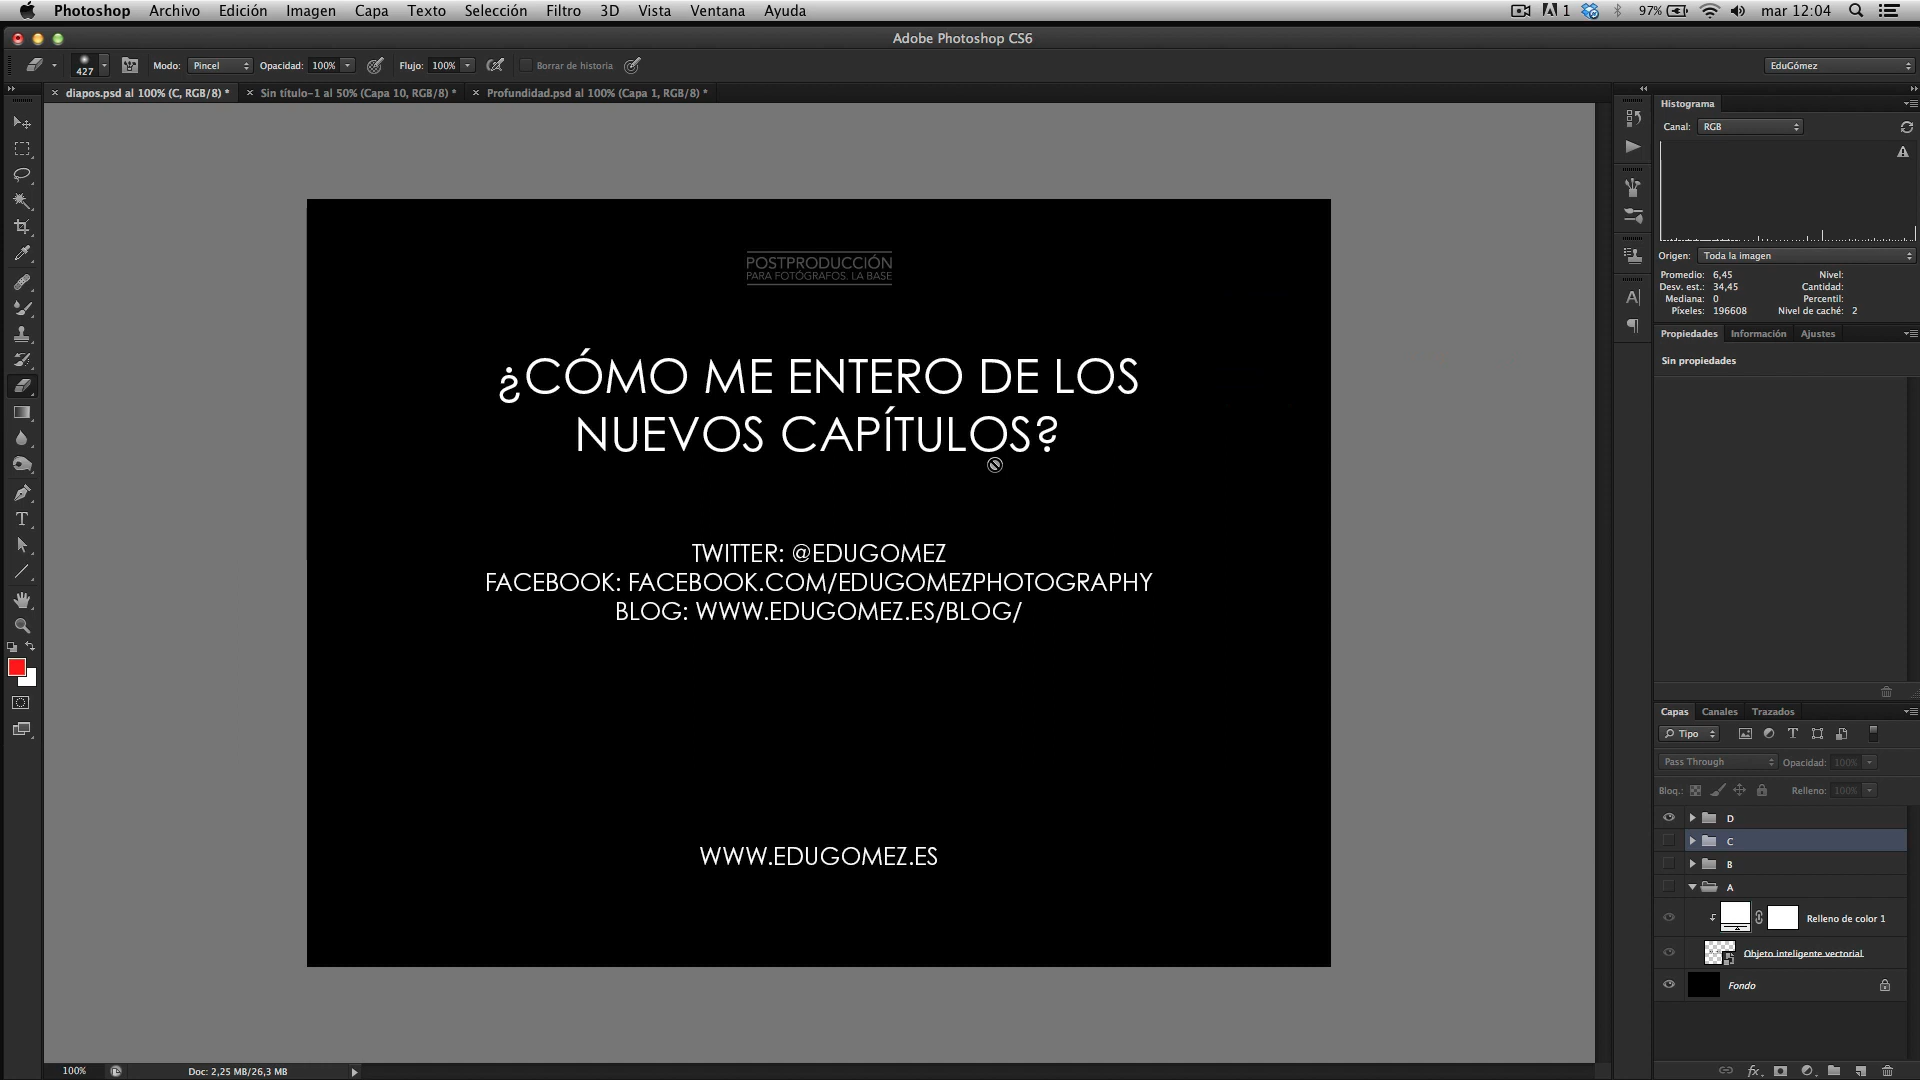 Photoshop Archivo Edición Imagen Capa Texto Selección Filtro 3D Vista Ventana Ayuda
1 97% mar 12:04
Adobe Photoshop CS6
427 Modo: Pincel Opacidad: 100% Flujo: 100% Borrar de historia EduGómez
diapos.psd al 100% (C, RGB/8) * Sin título-1 al 50% (Capa 10, RGB/8) * Profundidad.psd al 100% (Capa 1, RGB/8) *
Histograma
Canal: RGB
Origen: Toda la imagen
Promedio: 6,45 Nivel:
Desv. est.: 34,45 Cantidad:
Mediana: 0 Percentil:
Píxeles: 196608 Nivel de caché: 2
Propiedades Información Ajustes
Sin propiedades
POSTPRODUCCIÓN
PARA FOTÓGRAFOS. LA BASE
¿CÓMO ME ENTERO DE LOS
NUEVOS CAPÍTULOS?
TWITTER: @EDUGOMEZ
FACEBOOK: FACEBOOK.COM/EDUGOMEZPHOTOGRAPHY
BLOG: WWW.EDUGOMEZ.ES/BLOG/
WWW.EDUGOMEZ.ES
Capas Canales Trazados
Tipo
Pass Through Opacidad: 100%
Bloq.: Relleno: 100%
D
C
B
A
Relleno de color 1
Objeto inteligente vectorial
Fondo
100% Doc: 2,25 MB/26,3 MB